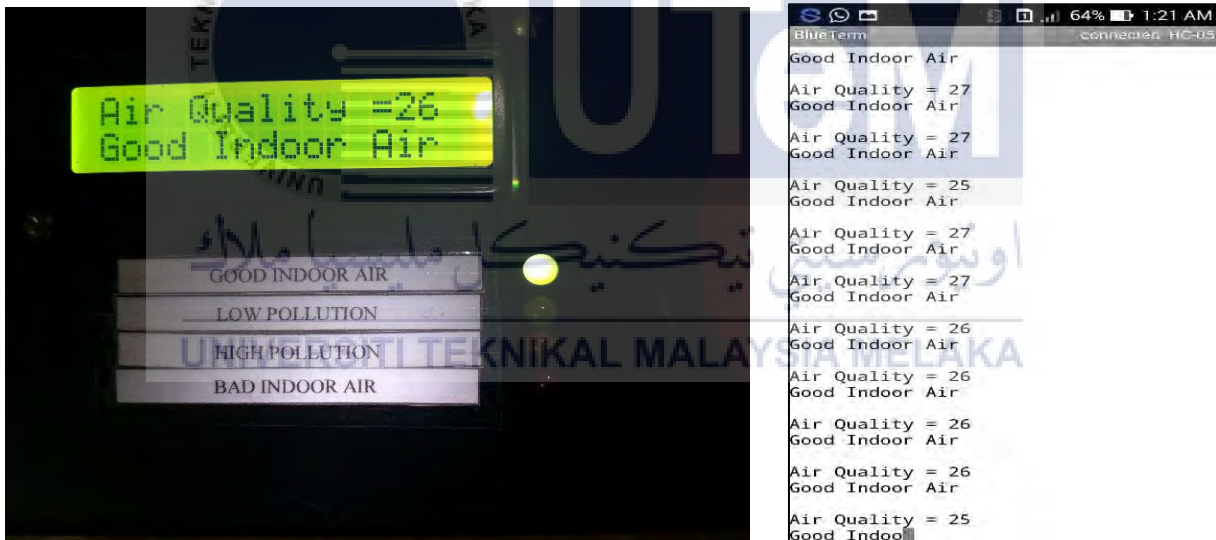 Air Quality =26
Good Indoor Air
GOOD INDOOR AIR
LOW POLLUTION
HIGH POLLUTION
BAD INDOOR AIR
TEKN
KA
UTeM
UNIVE
اونيۏرسيتي تيكنيكل مليسيا ملاك
UNIVERSITI TEKNIKAL MALAYSIA MELAKA
64% 1:21 AM
BlueTerm connected HC-05
Good Indoor Air
Air Quality = 27
Good Indoor Air
Air Quality = 27
Good Indoor Air
Air Quality = 25
Good Indoor Air
Air Quality = 27
Good Indoor Air
Air Quality = 27
Good Indoor Air
Air Quality = 26
Good Indoor Air
Air Quality = 26
Good Indoor Air
Air Quality = 26
Good Indoor Air
Air Quality = 26
Good Indoor Air
Air Quality = 25
Good Indoo